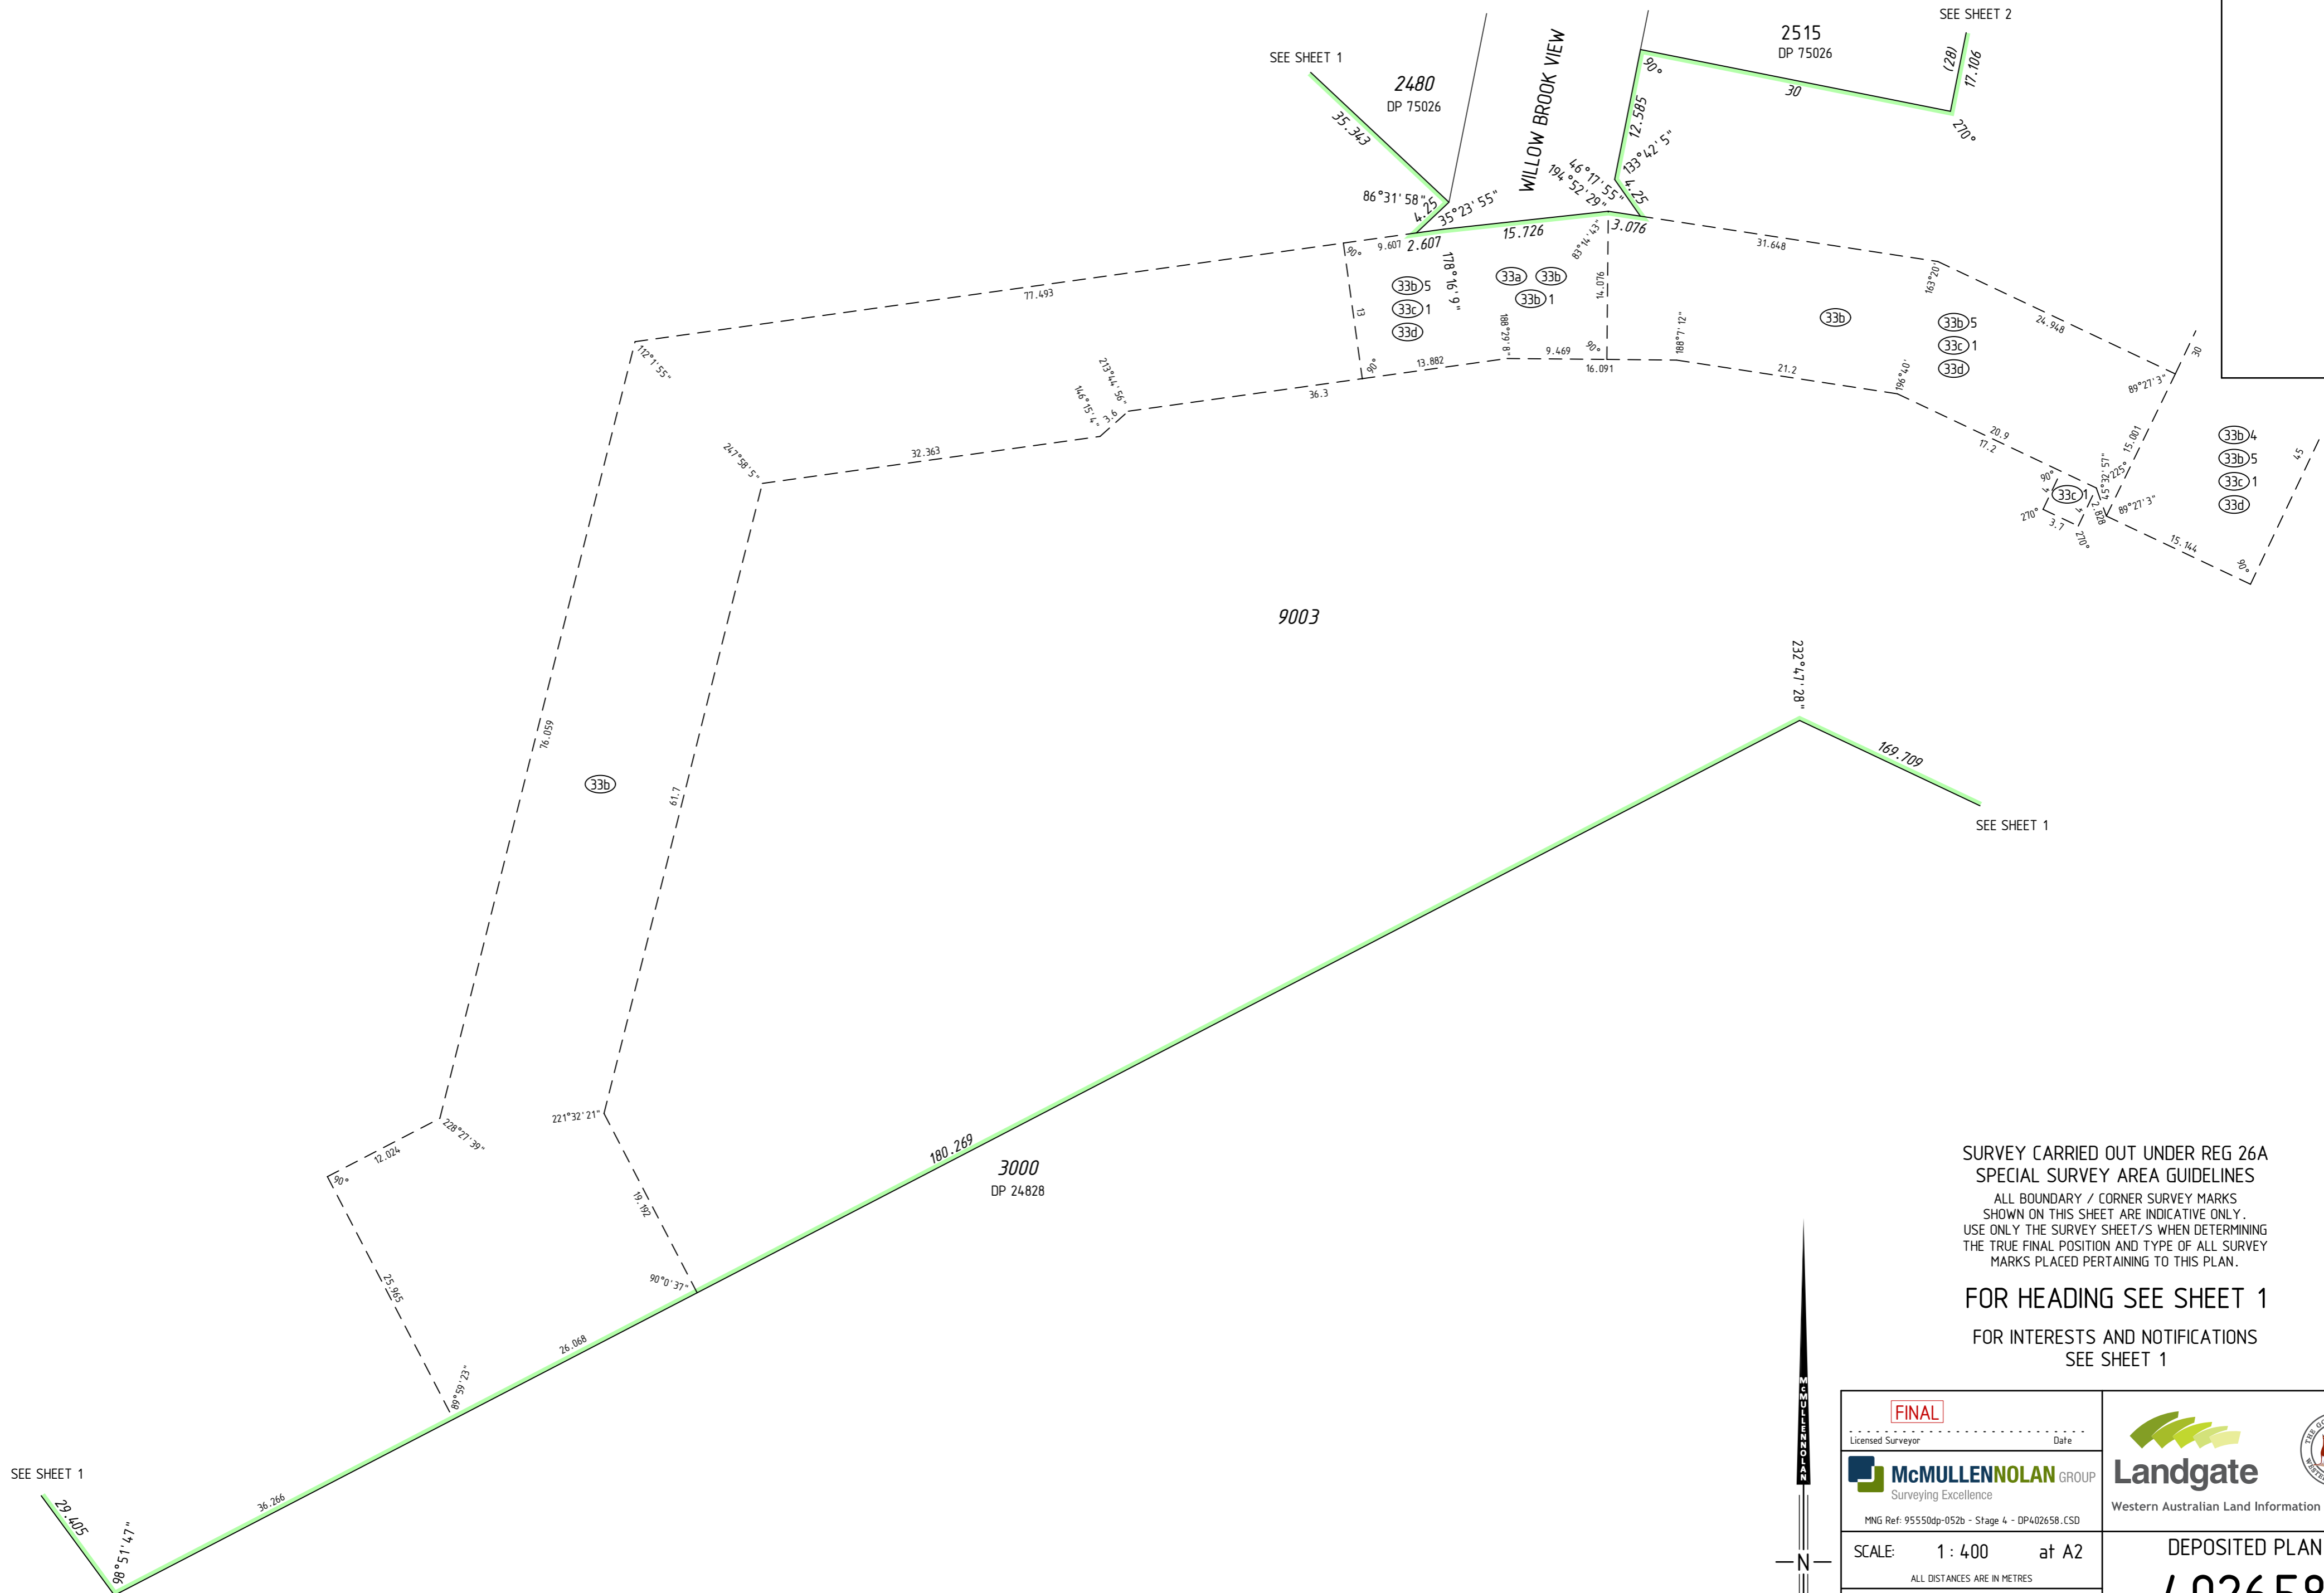 SEE SHEET 2
2515
DP 75026
(28)
17.106
SEE SHEET 1
2480
DP 75026
WILLOW BROOK VIEW
90°
30
270°
35.343
12.585
133°42'5"
46°17'55"
194°52'29"
4.25
86°31'58"
4.25
35°23'55"
9.607
2.607
15.726
3.076
83°14'43"
31.648
77.493
90°
13
33b 5
33c 1
33d
178°16'9"
33a 33b
33b 1
14.076
163°20'
33b
33b 5
33c 1
33d
24.948
30
112°1'55"
213°44'56"
146°15'4"
3.6
36.3
90°
13.882
188°29'8"
9.469
90°
16.091
188°7'12"
21.2
196°40'
89°27'3"
20.9
17.2
15.001
225°
45°32'57"
33b 4
33b 5
33c 1
33d
45
247°58'5"
32.363
90°
4
33c 1
270°
3.7
270°
2.828
89°27'3"
15.144
90°
9003
232°47'28"
169.709
SEE SHEET 1
76.059
33b
61.7
221°32'21"
228°27'39"
12.024
90°
180.269
3000
DP 24828
19.192
90°0'37"
25.965
26.068
89°59'23"
SEE SHEET 1
29.405
36.266
98°51'47"
SURVEY CARRIED OUT UNDER REG 26A
SPECIAL SURVEY AREA GUIDELINES
ALL BOUNDARY / CORNER SURVEY MARKS
SHOWN ON THIS SHEET ARE INDICATIVE ONLY.
USE ONLY THE SURVEY SHEET/S WHEN DETERMINING
THE TRUE FINAL POSITION AND TYPE OF ALL SURVEY
MARKS PLACED PERTAINING TO THIS PLAN.
FOR HEADING SEE SHEET 1
FOR INTERESTS AND NOTIFICATIONS
SEE SHEET 1
McMULLENNOLAN
N
FINAL
Licensed Surveyor Date
McMULLENNOLAN GROUP
Surveying Excellence
MNG Ref: 95550dp-052b - Stage 4 - DP402658.CSD
SCALE: 1 : 400 at A2
ALL DISTANCES ARE IN METRES
Landgate
Western Australian Land Information
DEPOSITED PLAN
402658